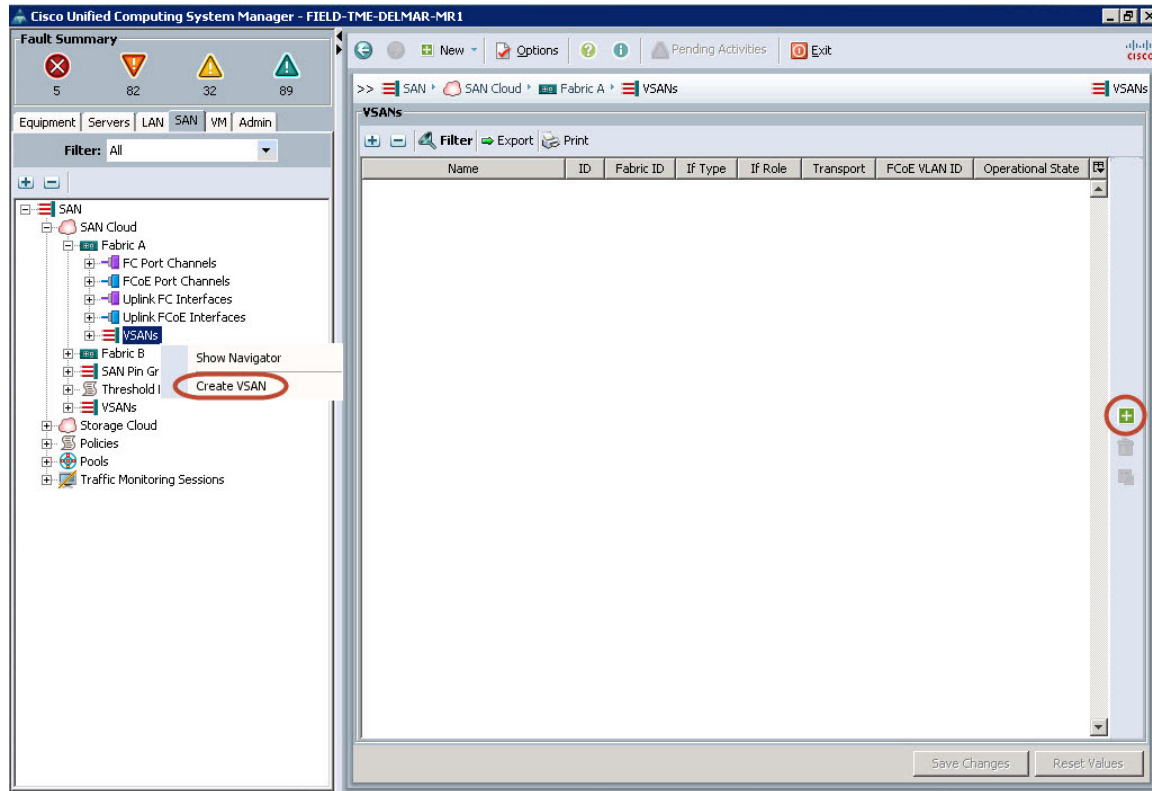 Cisco Unified Computing System Manager - FIELD-TME-DELMAR-MR1
Fault Summary
5 82 32 89
Equipment Servers LAN SAN VM Admin
Filter: All
SAN
SAN Cloud
Fabric A
FC Port Channels
FCoE Port Channels
Uplink FC Interfaces
Uplink FCoE Interfaces
VSANs
Fabric B
SAN Pin Gr
Threshold
VSANs
Storage Cloud
Policies
Pools
Traffic Monitoring Sessions
Show Navigator
Create VSAN
New Options Pending Activities Exit
cisco
>> SAN SAN Cloud Fabric A VSANs VSANs
VSANs
Filter Export Print
Name ID Fabric ID If Type If Role Transport FCoE VLAN ID Operational State
Save Changes Reset Values